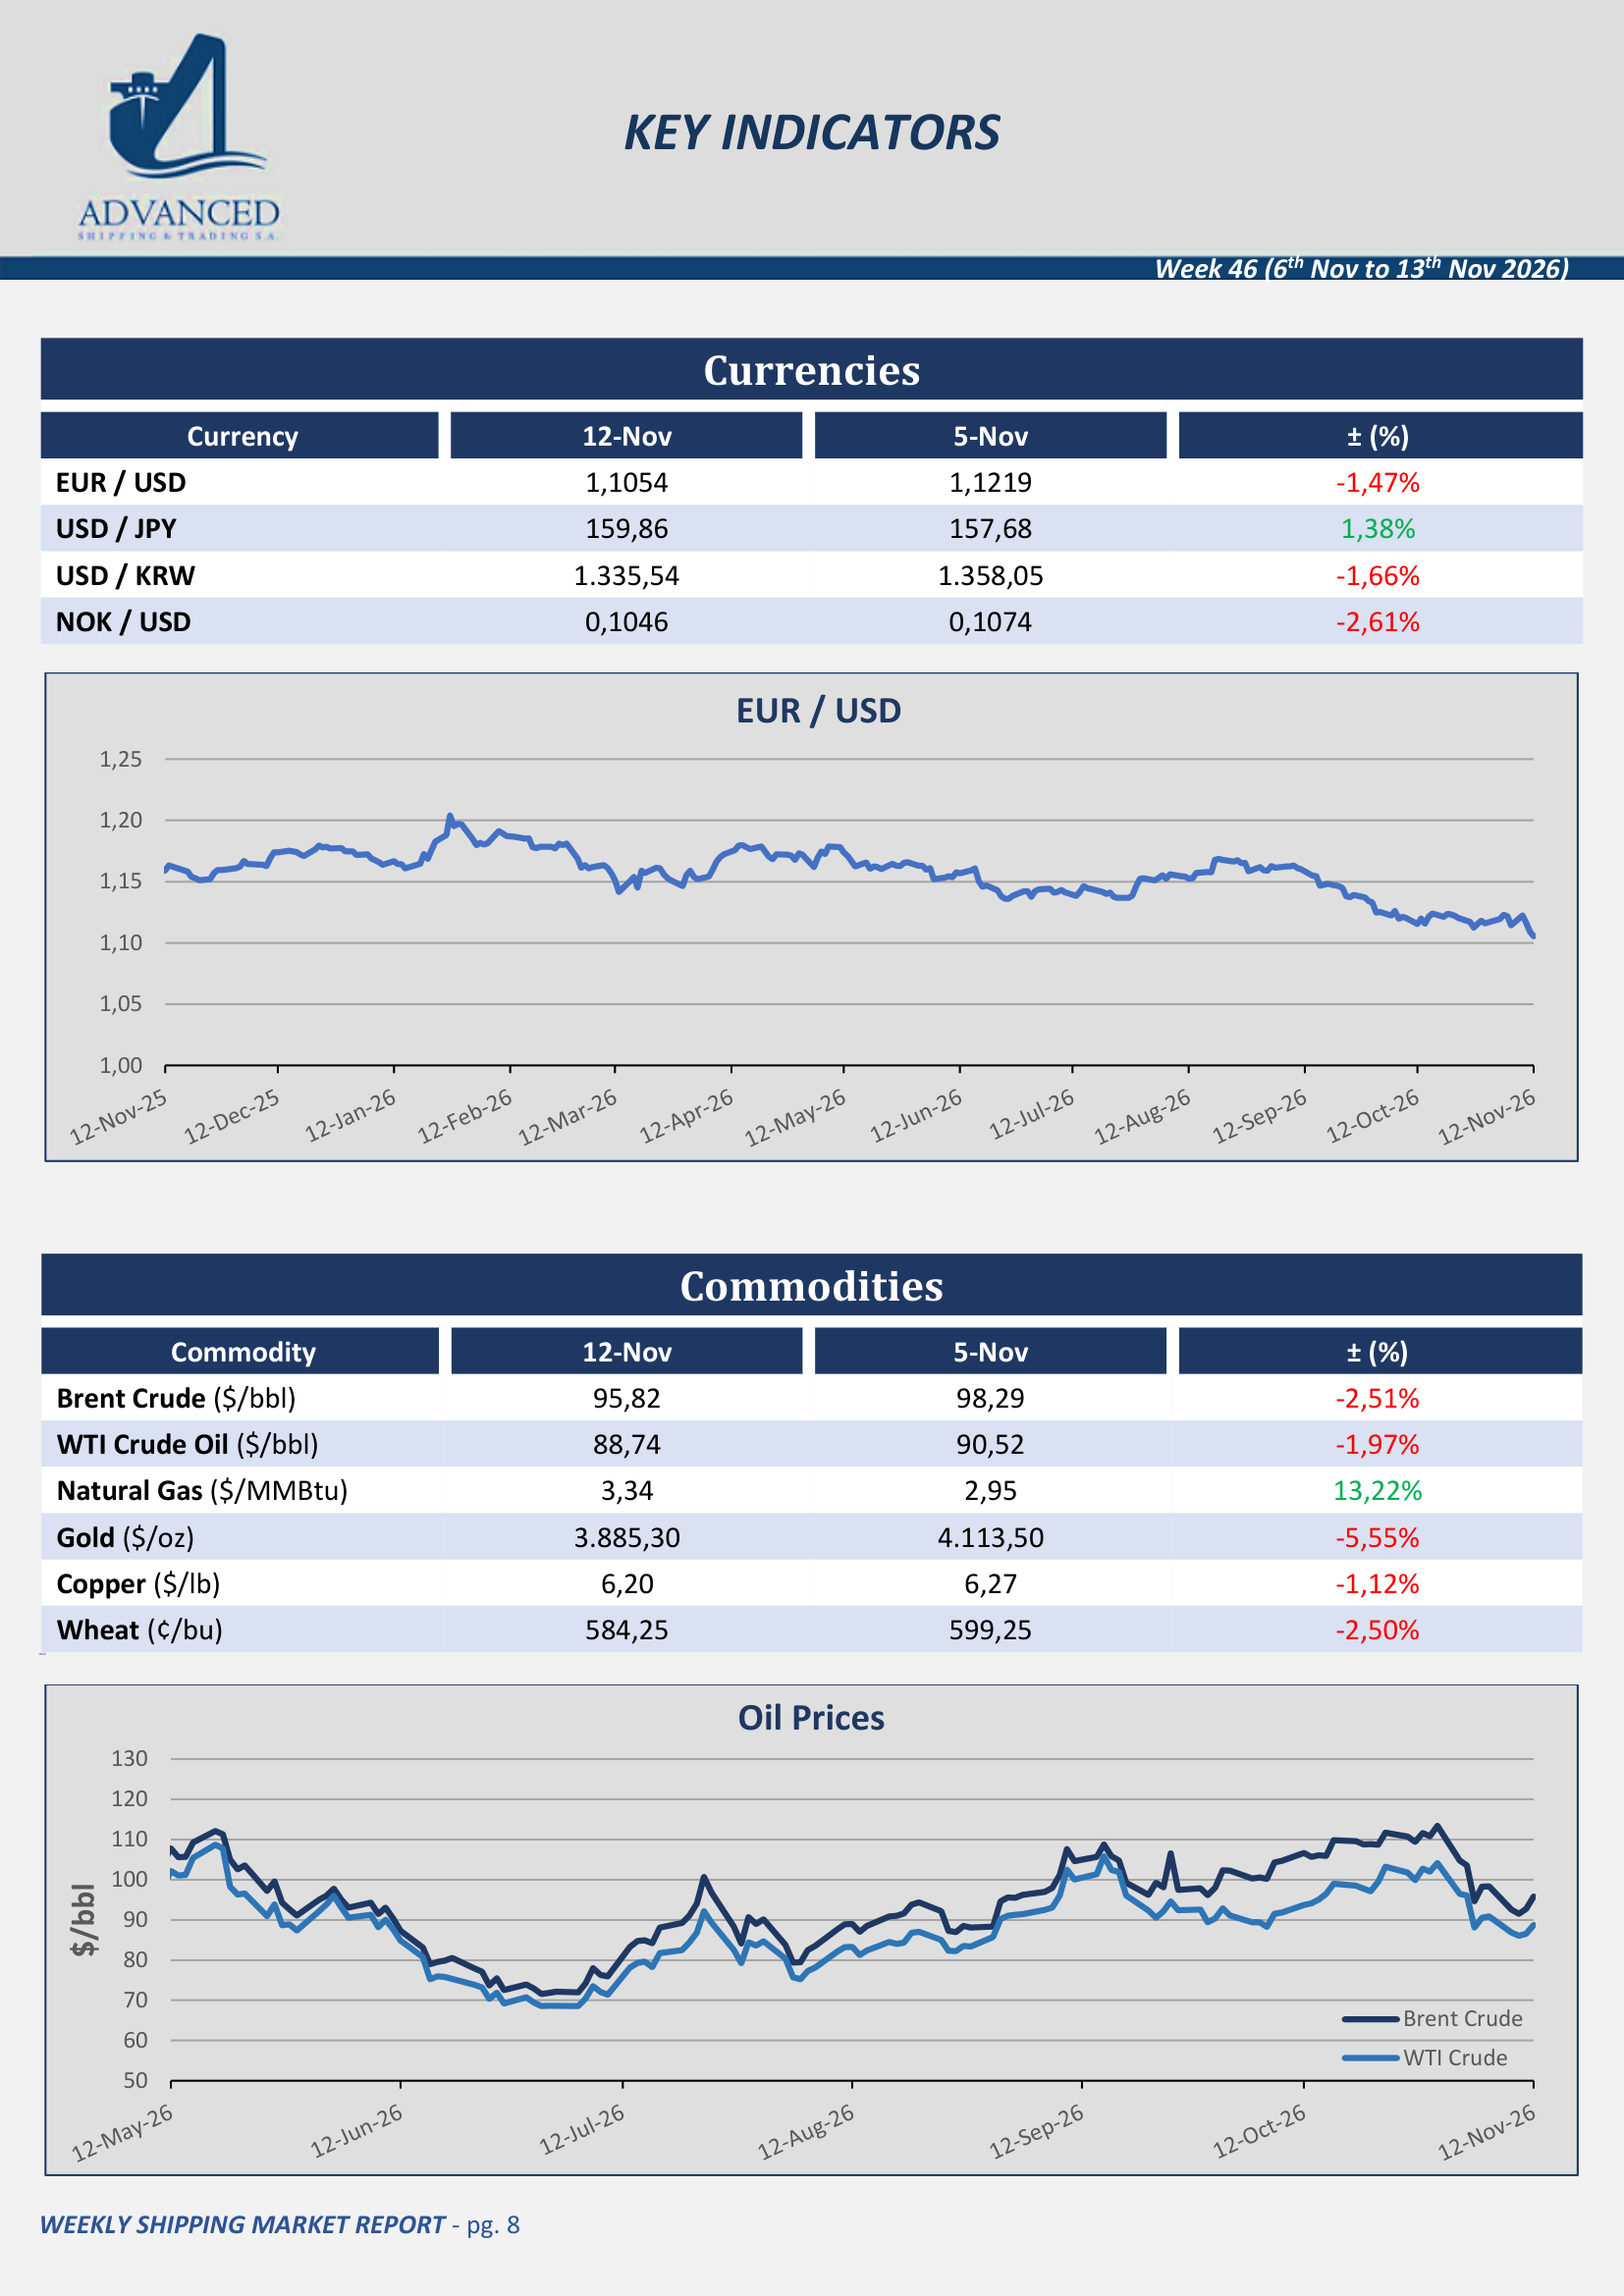 ADVANCED
SHIPPING & TRADING S.A.
KEY INDICATORS
Week 46 (6th Nov to 13th Nov 2026)
Currencies
Currency 12-Nov 5-Nov ± (%)
EUR / USD 1,1054 1,1219 -1,47%
USD / JPY 159,86 157,68 1,38%
USD / KRW 1.335,54 1.358,05 -1,66%
NOK / USD 0,1046 0,1074 -2,61%
EUR / USD
1,25
1,20
1,15
1,10
1,05
1,00
12-Nov-25 12-Dec-25 12-Jan-26 12-Feb-26 12-Mar-26 12-Apr-26 12-May-26 12-Jun-26 12-Jul-26 12-Aug-26 12-Sep-26 12-Oct-26 12-Nov-26
Commodities
Commodity 12-Nov 5-Nov ± (%)
Brent Crude ($/bbl) 95,82 98,29 -2,51%
WTI Crude Oil ($/bbl) 88,74 90,52 -1,97%
Natural Gas ($/MMBtu) 3,34 2,95 13,22%
Gold ($/oz) 3.885,30 4.113,50 -5,55%
Copper ($/lb) 6,20 6,27 -1,12%
Wheat (¢/bu) 584,25 599,25 -2,50%
Oil Prices
$/bbl
130
120
110
100
90
80
70
60
50
Brent Crude
WTI Crude
12-May-26 12-Jun-26 12-Jul-26 12-Aug-26 12-Sep-26 12-Oct-26 12-Nov-26
WEEKLY SHIPPING MARKET REPORT - pg. 8